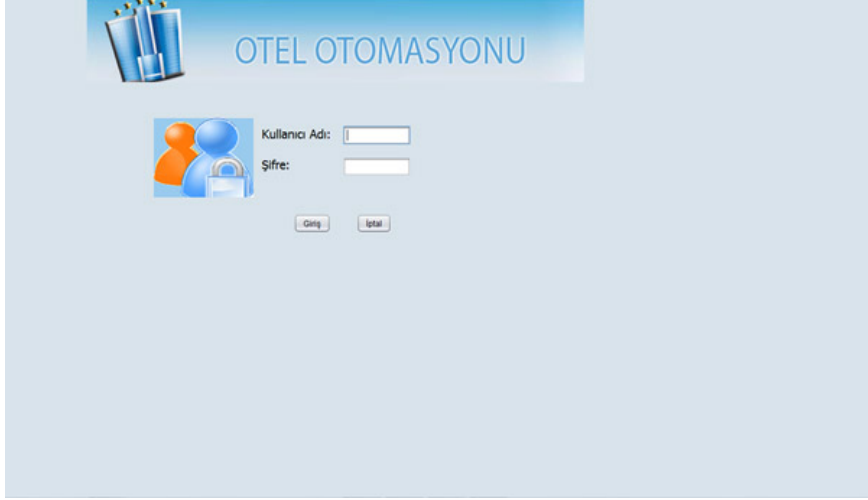 OTEL OTOMASYONU
Kullanıcı Adı:
Şifre:
Giriş İptal